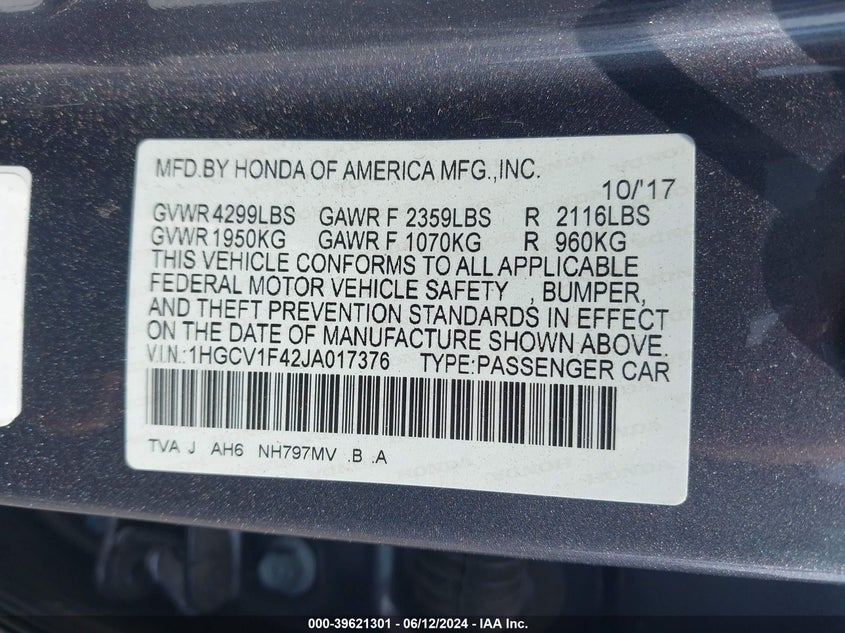 MFD.BY HONDA OF AMERICA MFG.,INC.
10/'17
GVWR 4299LBS GAWR F 2359LBS R 2116LBS
GVWR 1950KG GAWR F 1070KG R 960KG
THIS VEHICLE CONFORMS TO ALL APPLICABLE
FEDERAL MOTOR VEHICLE SAFETY , BUMPER,
AND THEFT PREVENTION STANDARDS IN EFFECT
ON THE DATE OF MANUFACTURE SHOWN ABOVE.
V.I.N.:1HGCV1F42JA017376 TYPE:PASSENGER CAR
TVA J AH6 NH797MV .B .A
000-39621301 - 06/12/2024 - IAA Inc.